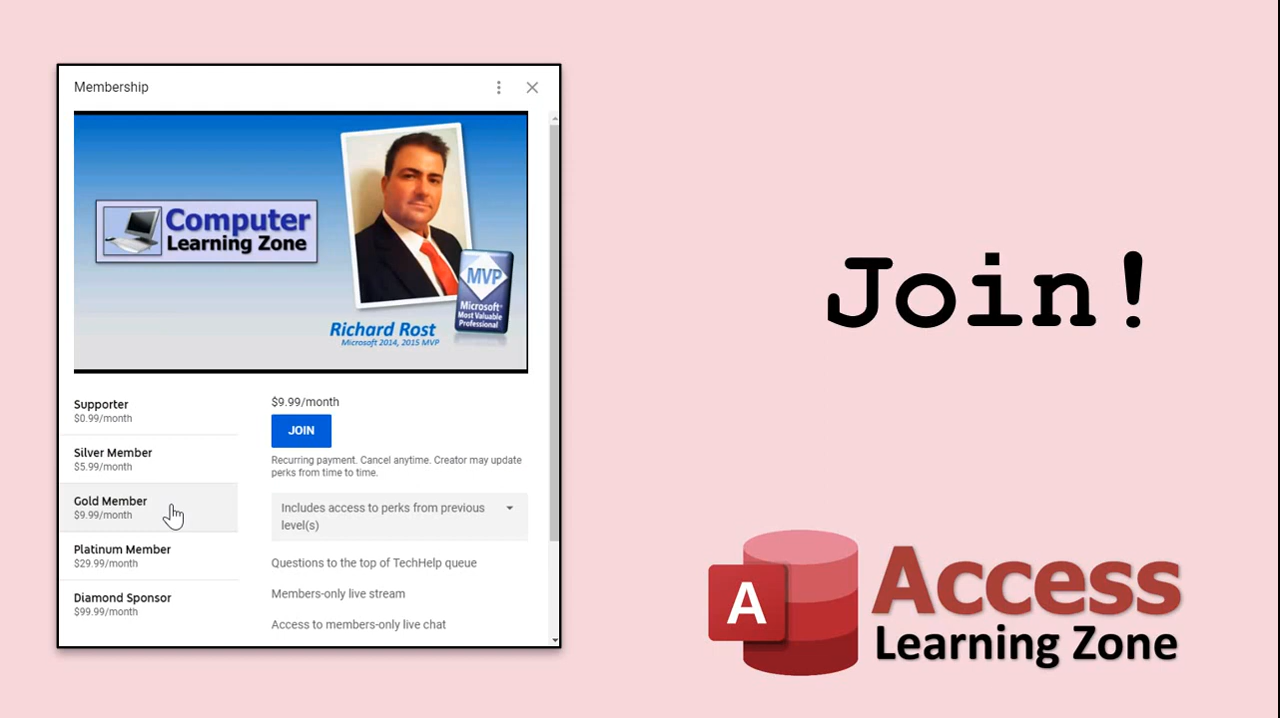 Membership
Computer
Learning Zone
MVP
Microsoft®
Most Valuable
Professional
Richard Rost
Microsoft 2014, 2015 MVP
Supporter
$0.99/month
Silver Member
$5.99/month
Gold Member
$9.99/month
Platinum Member
$29.99/month
Diamond Sponsor
$99.99/month
$9.99/month
JOIN
Recurring payment. Cancel anytime. Creator may update
perks from time to time.
Includes access to perks from previous
level(s)
Questions to the top of TechHelp queue
Members-only live stream
Access to members-only live chat
Join!
A
Access
Learning Zone